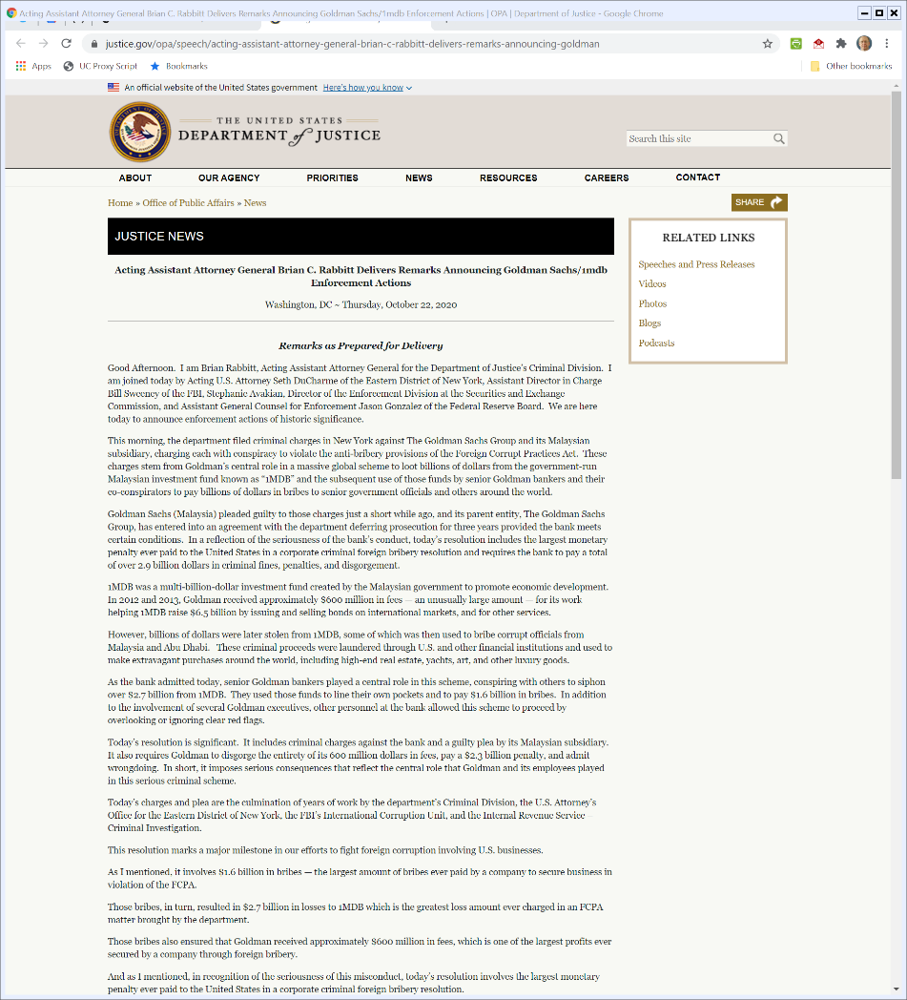 Acting Assistant Attorney General Brian C. Rabbitt Delivers Remarks Announcing Goldman Sachs/1mdb Enforcement Actions | OPA | Department of Justice - Google Chrome
justice.gov/opa/speech/acting-assistant-attorney-general-brian-c-rabbitt-delivers-remarks-announcing-goldman
Apps UC Proxy Script Bookmarks Other bookmarks
An official website of the United States government Here's how you know
THE UNITED STATES
DEPARTMENT of JUSTICE
Search this site
ABOUT OUR AGENCY PRIORITIES NEWS RESOURCES CAREERS CONTACT
Home » Office of Public Affairs » News
SHARE
JUSTICE NEWS
Acting Assistant Attorney General Brian C. Rabbitt Delivers Remarks Announcing Goldman Sachs/1mdb
Enforcement Actions
Washington, DC ~ Thursday, October 22, 2020
Remarks as Prepared for Delivery
Good Afternoon. I am Brian Rabbitt, Acting Assistant Attorney General for the Department of Justice's Criminal Division. I
am joined today by Acting U.S. Attorney Seth DuCharme of the Eastern District of New York, Assistant Director in Charge
Bill Sweeney of the FBI, Stephanie Avakian, Director of the Enforcement Division at the Securities and Exchange
Commission, and Assistant General Counsel for Enforcement Jason Gonzalez of the Federal Reserve Board. We are here
today to announce enforcement actions of historic significance.
This morning, the department filed criminal charges in New York against The Goldman Sachs Group and its Malaysian
subsidiary, charging each with conspiracy to violate the anti-bribery provisions of the Foreign Corrupt Practices Act. These
charges stem from Goldman's central role in a massive global scheme to loot billions of dollars from the government-run
Malaysian investment fund known as "1MDB" and the subsequent use of those funds by senior Goldman bankers and their
co-conspirators to pay billions of dollars in bribes to senior government officials and others around the world.
Goldman Sachs (Malaysia) pleaded guilty to those charges just a short while ago, and its parent entity, The Goldman Sachs
Group, has entered into an agreement with the department deferring prosecution for three years provided the bank meets
certain conditions. In a reflection of the seriousness of the bank's conduct, today's resolution includes the largest monetary
penalty ever paid to the United States in a corporate criminal foreign bribery resolution and requires the bank to pay a total
of over 2.9 billion dollars in criminal fines, penalties, and disgorgement.
1MDB was a multi-billion-dollar investment fund created by the Malaysian government to promote economic development.
In 2012 and 2013, Goldman received approximately $600 million in fees — an unusually large amount — for its work
helping 1MDB raise $6.5 billion by issuing and selling bonds on international markets, and for other services.
However, billions of dollars were later stolen from 1MDB, some of which was then used to bribe corrupt officials from
Malaysia and Abu Dhabi. These criminal proceeds were laundered through U.S. and other financial institutions and used to
make extravagant purchases around the world, including high-end real estate, yachts, art, and other luxury goods.
As the bank admitted today, senior Goldman bankers played a central role in this scheme, conspiring with others to siphon
over $2.7 billion from 1MDB. They used those funds to line their own pockets and to pay $1.6 billion in bribes. In addition
to the involvement of several Goldman executives, other personnel at the bank allowed this scheme to proceed by
overlooking or ignoring clear red flags.
Today's resolution is significant. It includes criminal charges against the bank and a guilty plea by its Malaysian subsidiary.
It also requires Goldman to disgorge the entirety of its 600 million dollars in fees, pay a $2.3 billion penalty, and admit
wrongdoing. In short, it imposes serious consequences that reflect the central role that Goldman and its employees played
in this serious criminal scheme.
Today's charges and plea are the culmination of years of work by the department's Criminal Division, the U.S. Attorney's
Office for the Eastern District of New York, the FBI's International Corruption Unit, and the Internal Revenue Service –
Criminal Investigation.
This resolution marks a major milestone in our efforts to fight foreign corruption involving U.S. businesses.
As I mentioned, it involves $1.6 billion in bribes — the largest amount of bribes ever paid by a company to secure business in
violation of the FCPA.
Those bribes, in turn, resulted in $2.7 billion in losses to 1MDB which is the greatest loss amount ever charged in an FCPA
matter brought by the department.
Those bribes also ensured that Goldman received approximately $600 million in fees, which is one of the largest profits ever
secured by a company through foreign bribery.
And as I mentioned, in recognition of the seriousness of this misconduct, today's resolution involves the largest monetary
penalty ever paid to the United States in a corporate criminal foreign bribery resolution.
RELATED LINKS
Speeches and Press Releases
Videos
Photos
Blogs
Podcasts